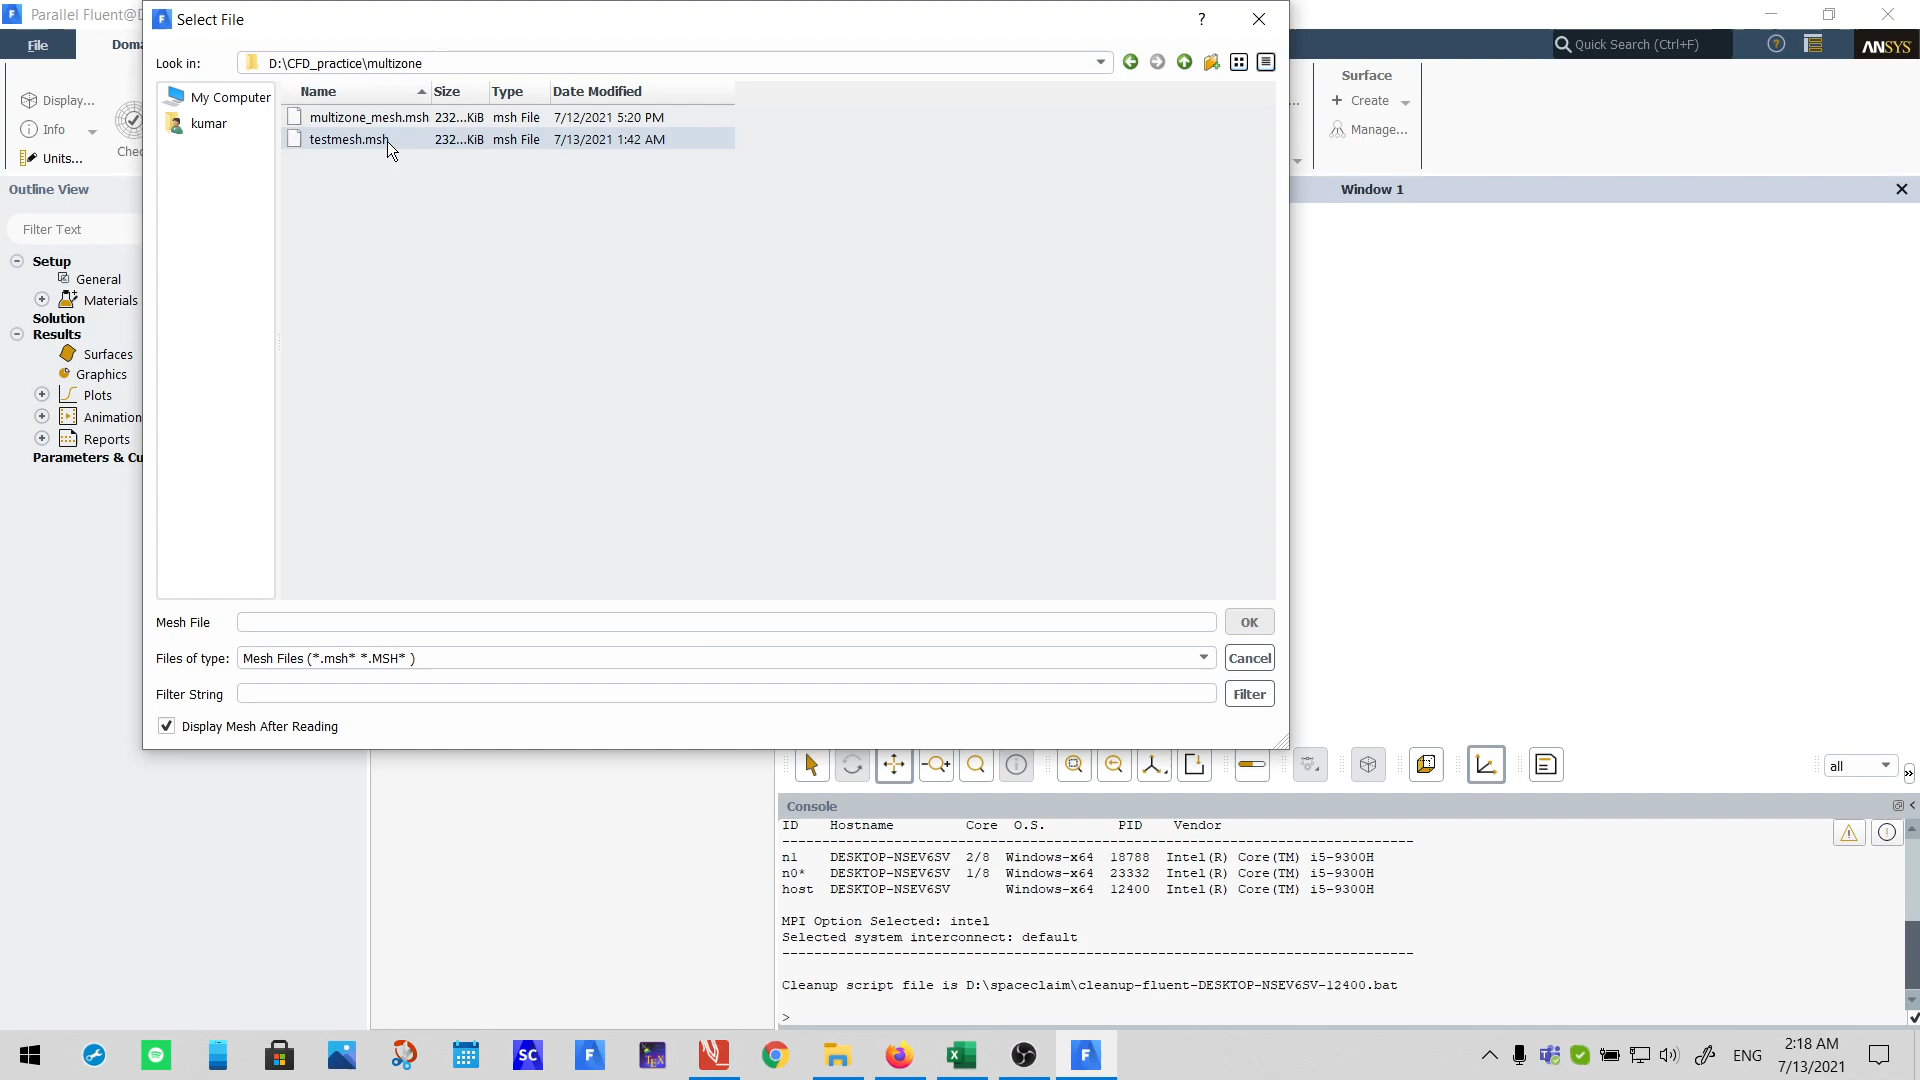 Parallel Fluent@D
Select File
?
File
Doma
Quick Search (Ctrl+F)
ANSYS
Look in:
D:\CFD_practice\multizone
Display...
Info
Units...
Chec
Surface
Create
Manage...
My Computer
kumar
Name
Size
Type
Date Modified
multizone_mesh.msh 232...KiB msh File 7/12/2021 5:20 PM
testmesh.msh 232...KiB msh File 7/13/2021 1:42 AM
Outline View
Window 1
Filter Text
Setup
General
Materials
Solution
Results
Surfaces
Graphics
Plots
Animation
Reports
Parameters & Cu
Mesh File
OK
Files of type:
Mesh Files (*.msh* *.MSH* )
Cancel
Filter String
Filter
Display Mesh After Reading
all
Console
ID Hostname Core O.S. PID Vendor
--------------------------------------------------------------------------------
n1 DESKTOP-NSEV6SV 2/8 Windows-x64 18788 Intel(R) Core(TM) i5-9300H
n0* DESKTOP-NSEV6SV 1/8 Windows-x64 23332 Intel(R) Core(TM) i5-9300H
host DESKTOP-NSEV6SV Windows-x64 12400 Intel(R) Core(TM) i5-9300H
MPI Option Selected: intel
Selected system interconnect: default
--------------------------------------------------------------------------------
Cleanup script file is D:\spaceclaim\cleanup-fluent-DESKTOP-NSEV6SV-12400.bat
>
SC
F
TEX
F
ENG
2:18 AM
7/13/2021